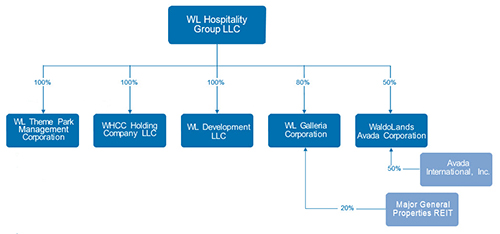 WL Hospitality
Group LLC
100%
100%
100%
80%
50%
WL Theme Park
Management
Corporation
WHCC Holding
Company LLC
WL Development
LLC
WL Galleria
Corporation
WaldoLands
Avada Corporation
50%
Avada
International, Inc.
20%
Major General
Properties REIT